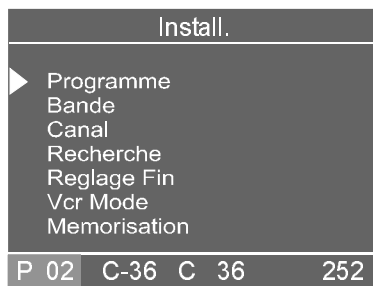 Install.
Programme
Bande
Canal
Recherche
Reglage Fin
Vcr Mode
Memorisation
P 02 C-36 C 36 252